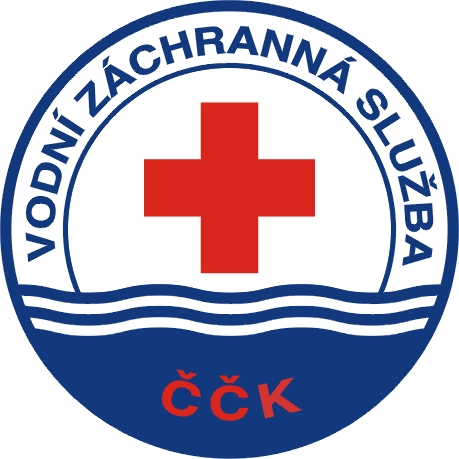 VODNÍ ZÁCHRANNÁ SLUŽBA
ČČK